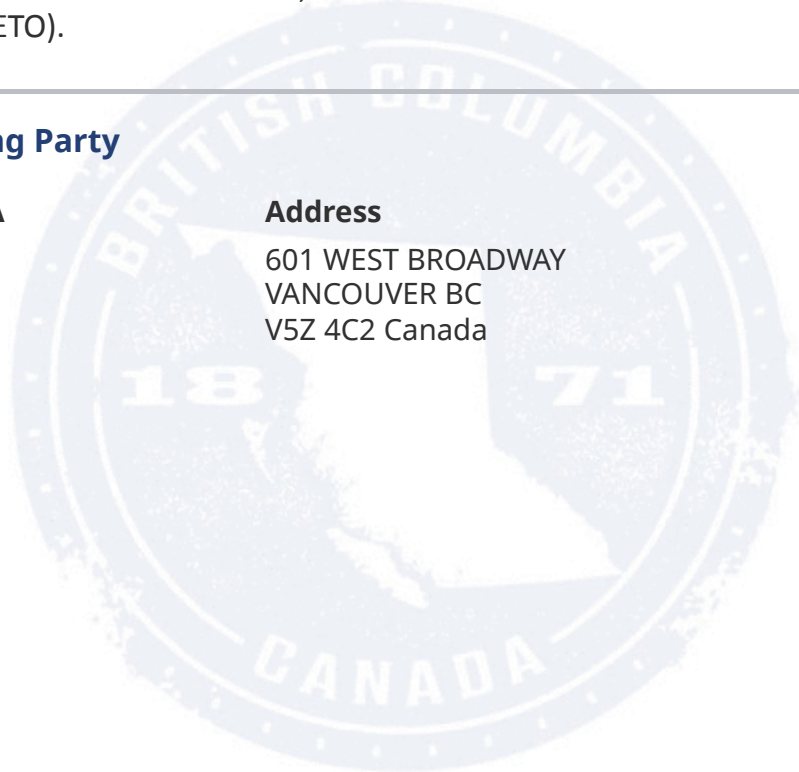 ETO).
ng Party
A
Address
601 WEST BROADWAY
VANCOUVER BC
V5Z 4C2 Canada
BRITISH COLUMBIA
18 71
CANADA